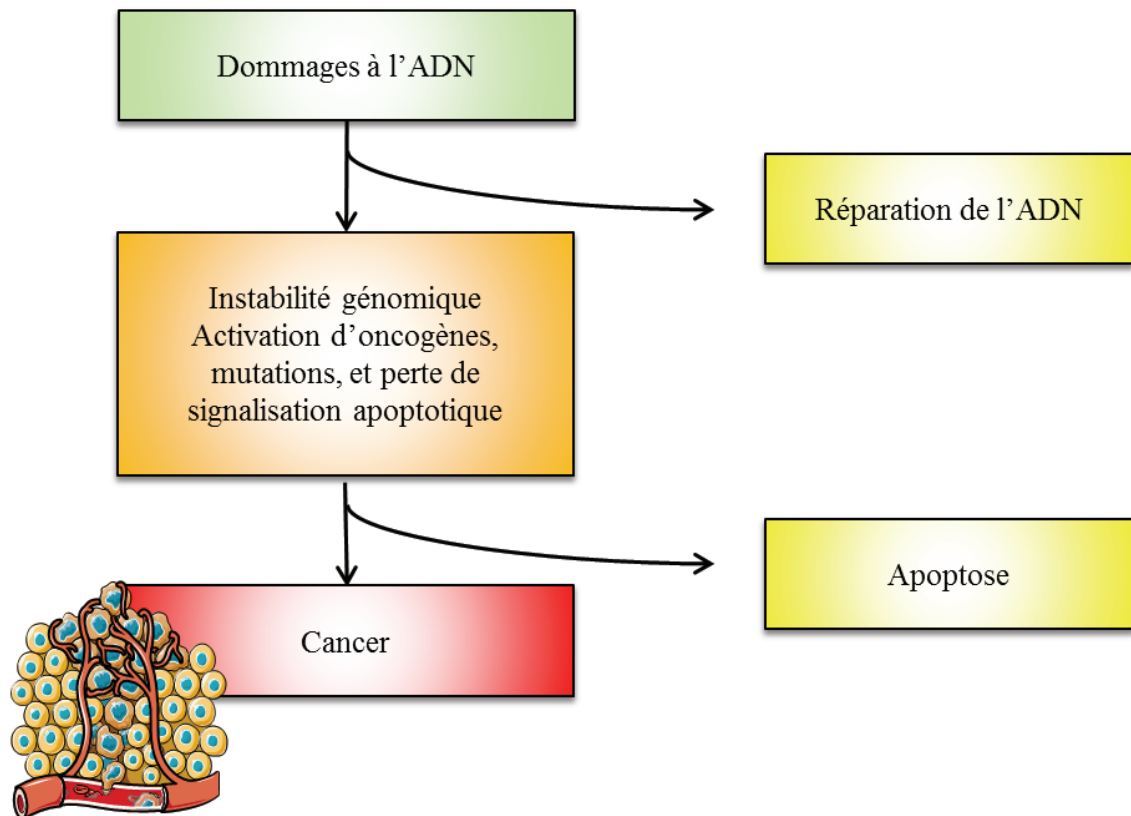 Dommages à l’ADN
Réparation de l’ADN
Instabilité génomique
Activation d’oncogènes,
mutations, et perte de
signalisation apoptotique
Apoptose
Cancer